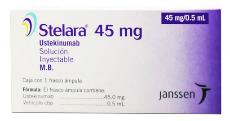 45 mg/0.5 mL
Stelara® 45 mg
Ustekinumab
Solución
Inyectable
M.B.
Caja con 1 frasco ámpula
Fórmula: El frasco ámpula contiene:
Ustekinumab 45.0 mg
Vehículo cbp 0.5 mL
janssen